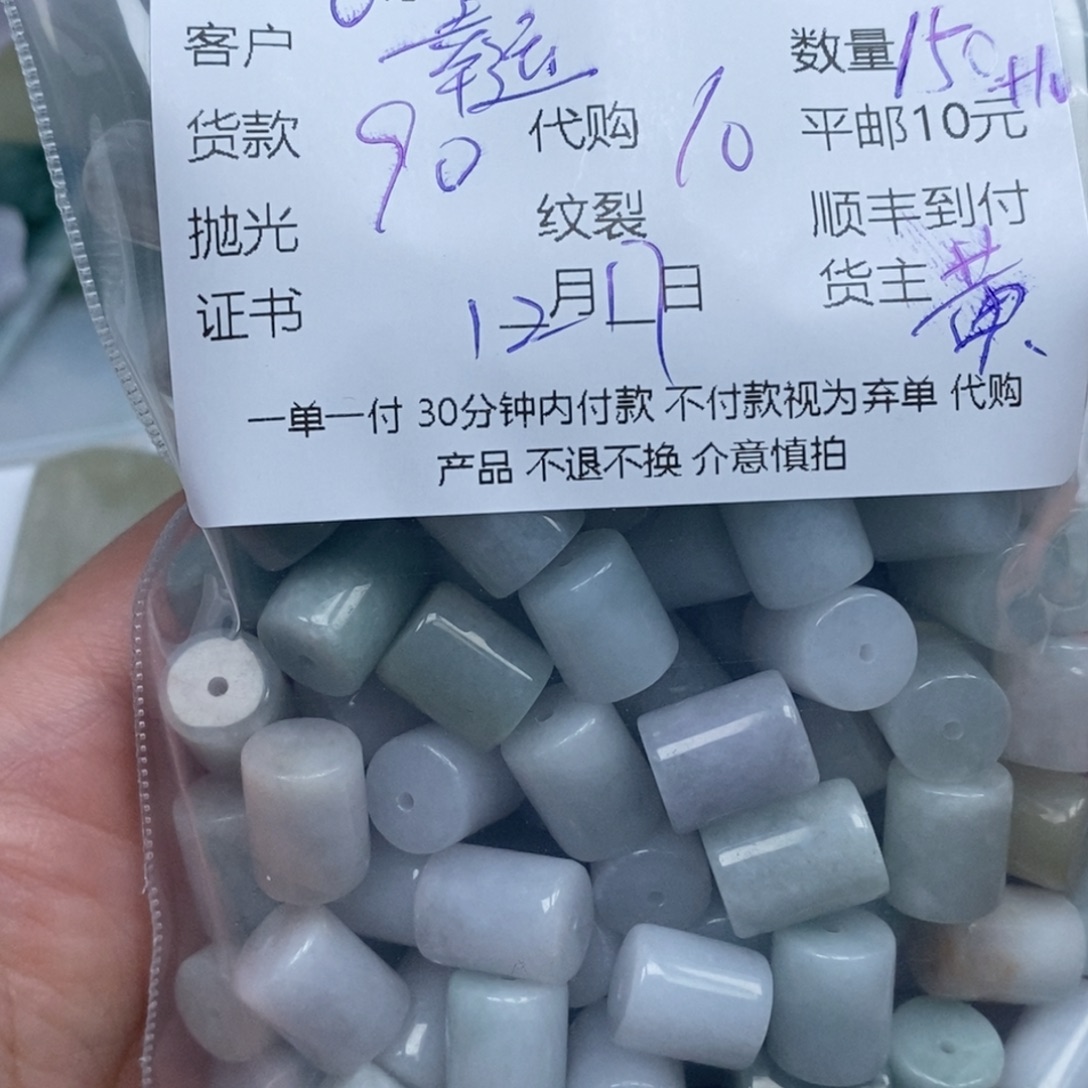 客户 幸运 数量 150
货款 90 代购 10 平邮10元
抛光 纹裂 顺丰到付
证书 12月17日 货主 黄
一单一付 30分钟内付款 不付款视为弃单 代购
产品 不退不换 介意慎拍